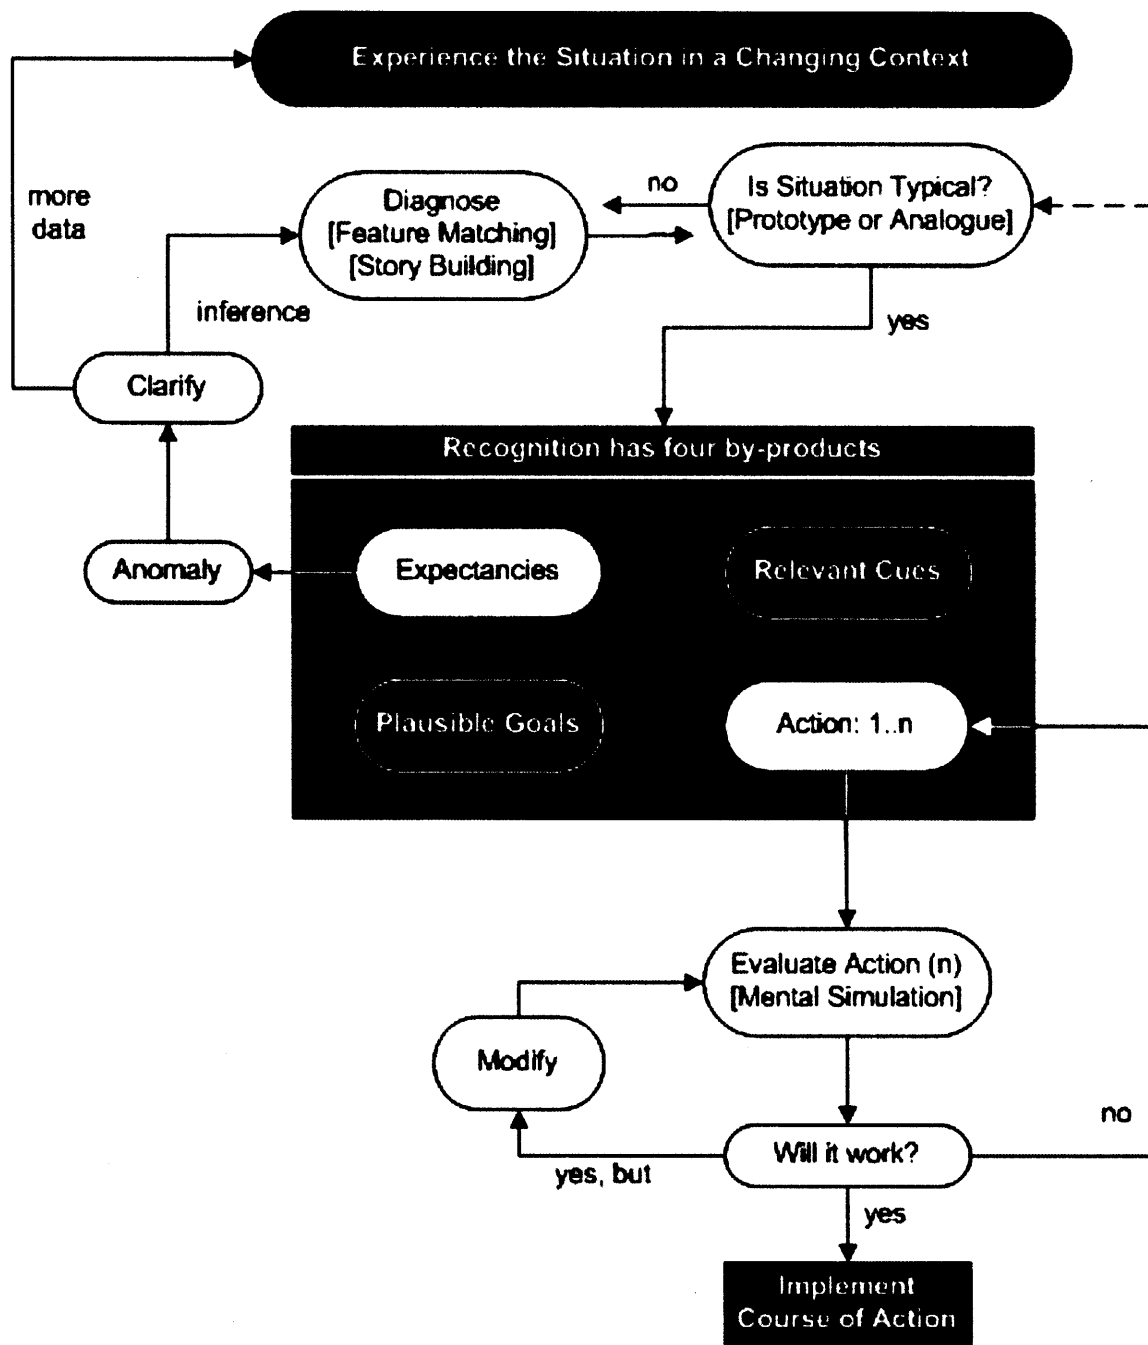 Experience the Situation in a Changing Context
more
data
no
Is Situation Typical?
[Prototype or Analogue]
Diagnose
[Feature Matching]
[Story Building]
inference
yes
Clarify
Recognition has four by-products
Anomaly
Expectancies
Relevant Cues
Plausible Goals
Action: 1..n
Evaluate Action (n)
[Mental Simulation]
Modify
no
Will it work?
yes, but
yes
Implement
Course of Action